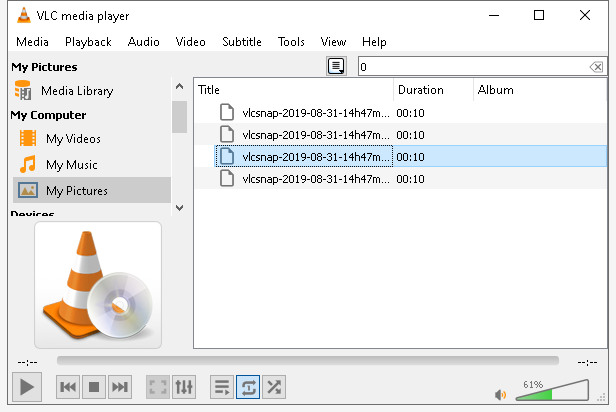 VLC media player
Media Playback Audio Video Subtitle Tools View Help
My Pictures
0
Media Library
My Computer
My Videos
My Music
My Pictures
Devices
Title Duration Album
vlcsnap-2019-08-31-14h47m... 00:10
vlcsnap-2019-08-31-14h47m... 00:10
vlcsnap-2019-08-31-14h47m... 00:10
vlcsnap-2019-08-31-14h47m... 00:10
--:-- --:--
61%